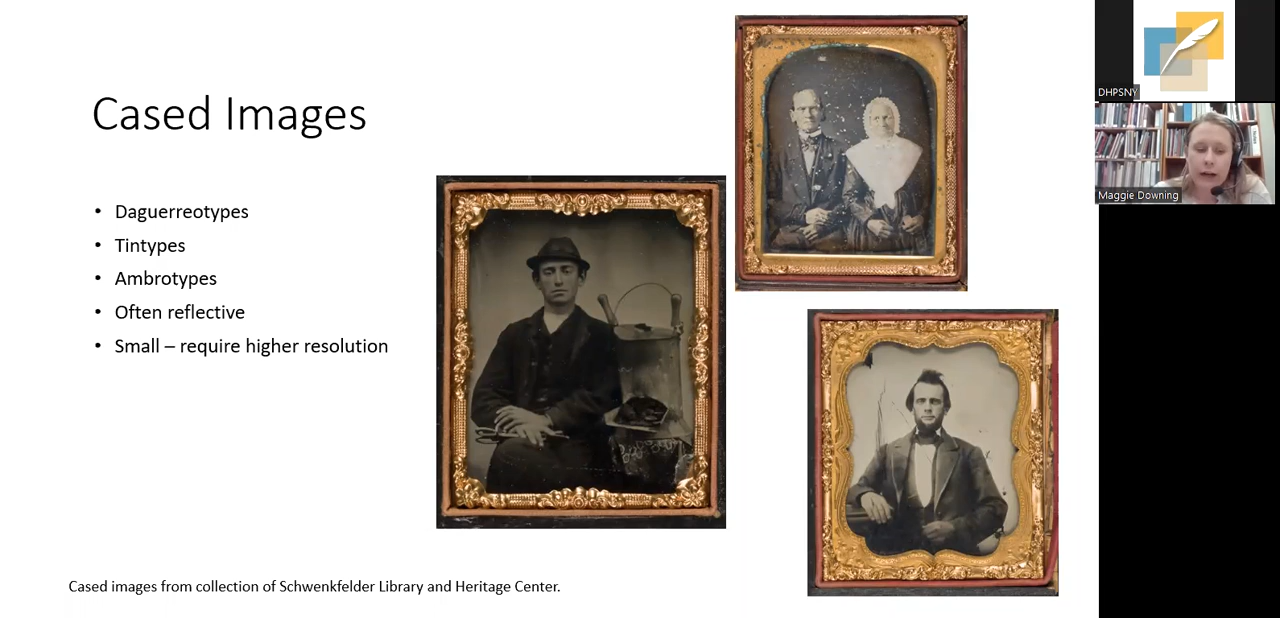 Cased Images
• Daguerreotypes
• Tintypes
• Ambrotypes
• Often reflective
• Small – require higher resolution
Cased images from collection of Schwenkfelder Library and Heritage Center.
DHPSNY
Maggie Downing